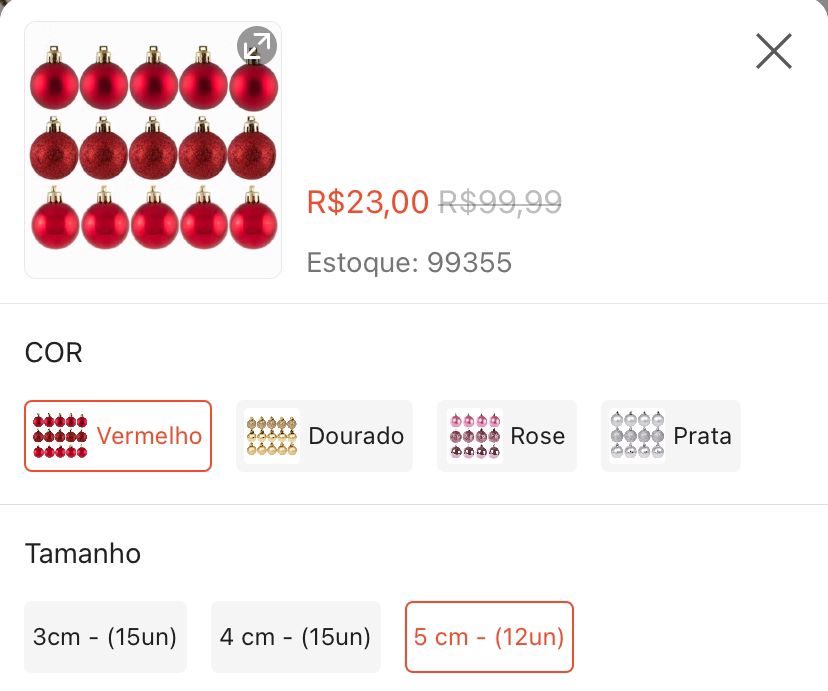 R$23,00 R$99,99
Estoque: 99355
COR
Vermelho Dourado Rose Prata
Tamanho
3cm - (15un) 4 cm - (15un) 5 cm - (12un)